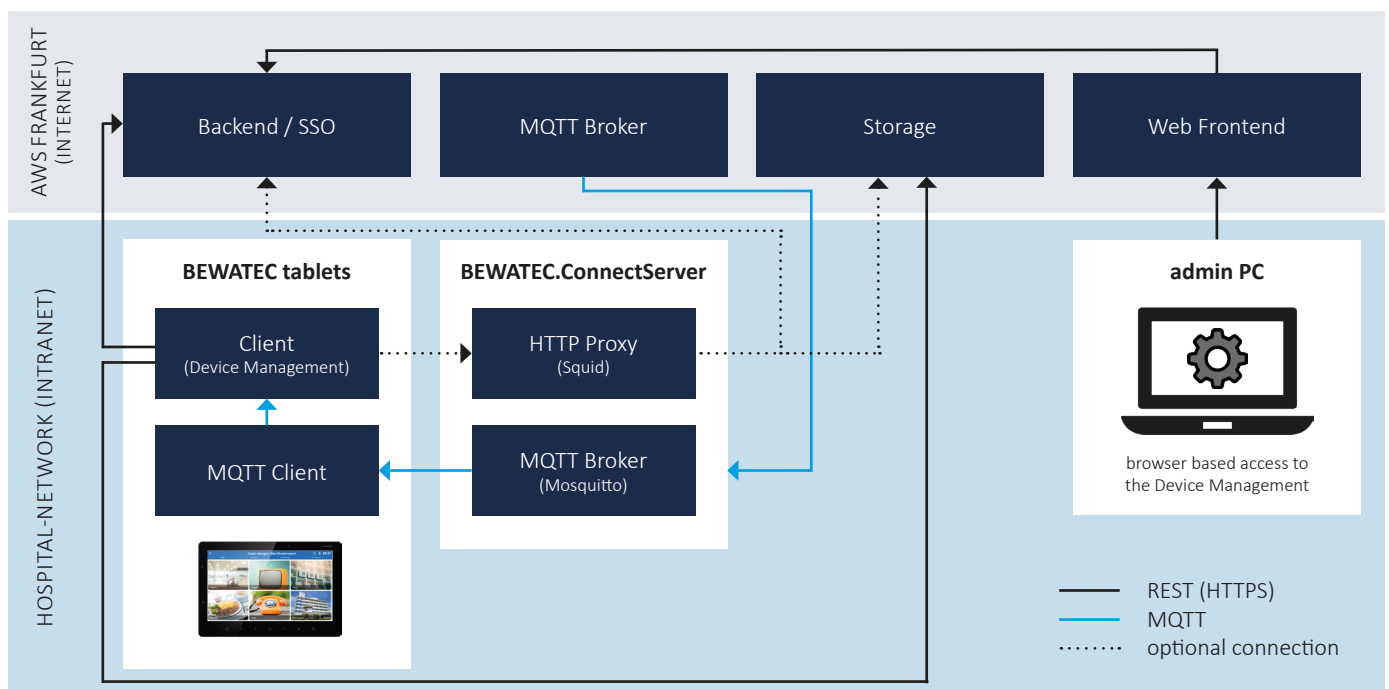 AWS FRANKFURT
(INTERNET)
Backend / SSO
MQTT Broker
Storage
Web Frontend
HOSPITAL-NETWORK (INTRANET)
BEWATEC tablets
Client
(Device Management)
MQTT Client
BEWATEC.ConnectServer
HTTP Proxy
(Squid)
MQTT Broker
(Mosquitto)
admin PC
browser based access to
the Device Management
REST (HTTPS)
MQTT
optional connection